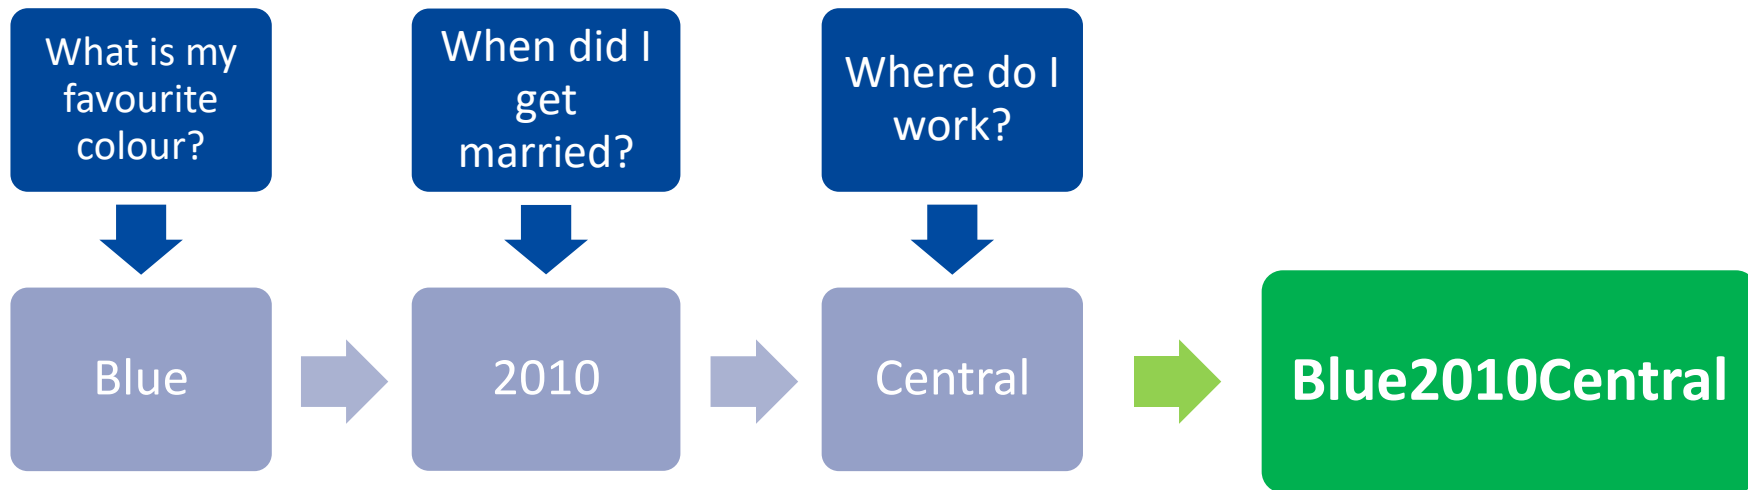 What is my
favourite
colour?
When did I
get
married?
Where do I
work?
Blue
2010
Central
Blue2010Central